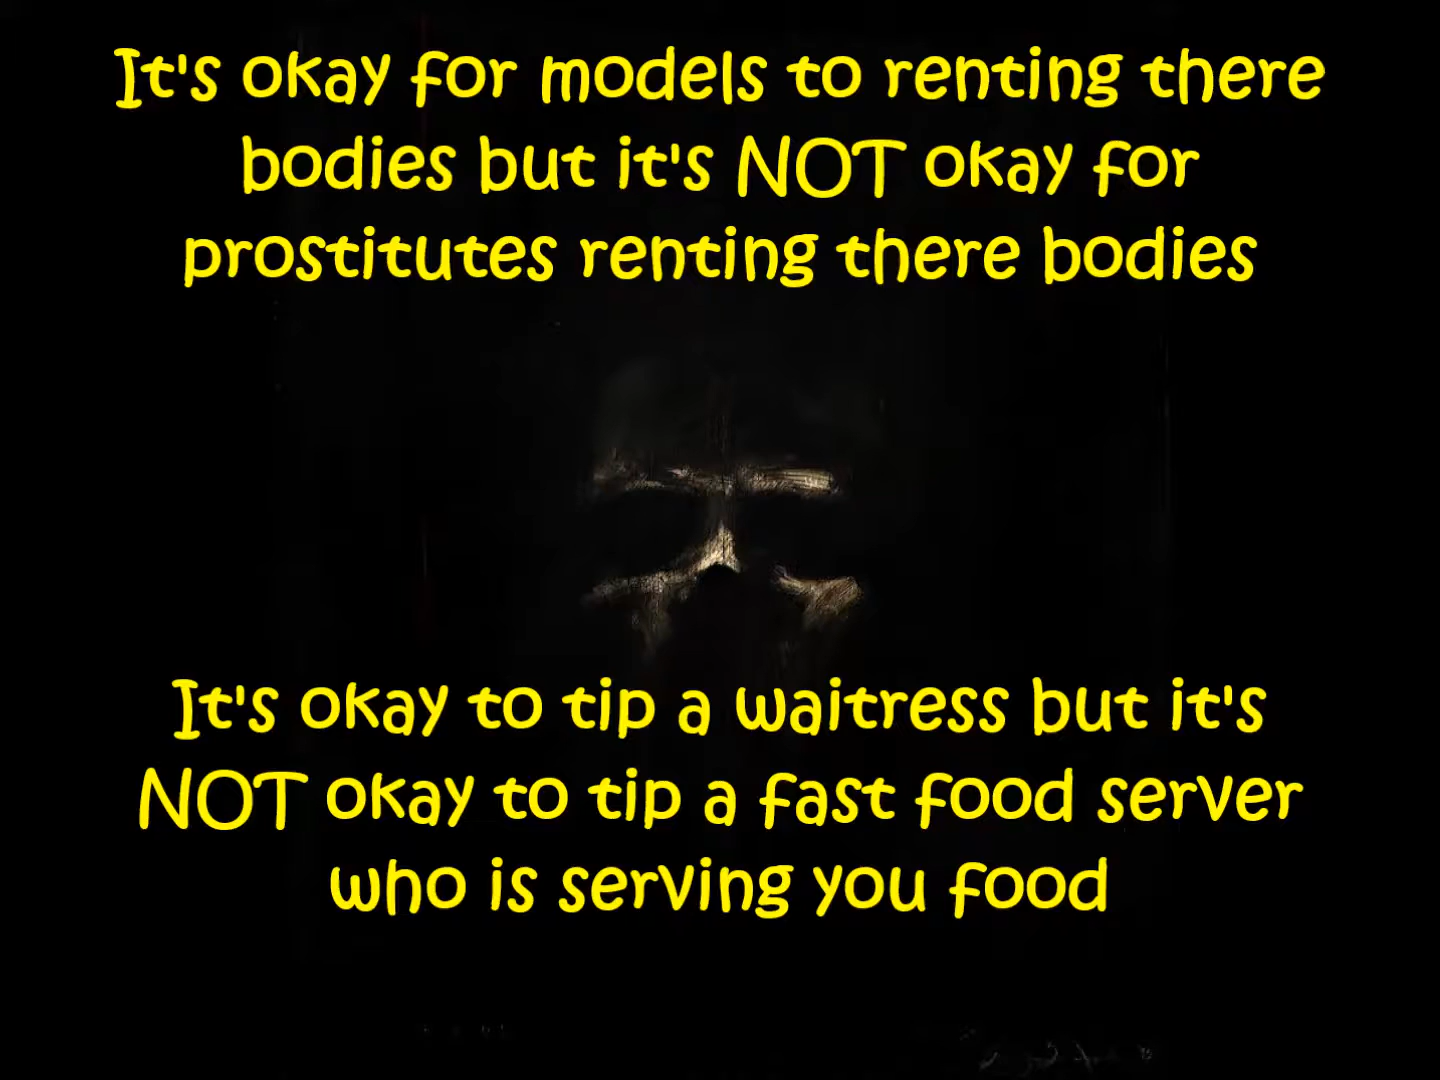 It's okay for models to renting there
bodies but it's NOT okay for
prostitutes renting there bodies
It's okay to tip a waitress but it's
NOT okay to tip a fast food server
who is serving you food